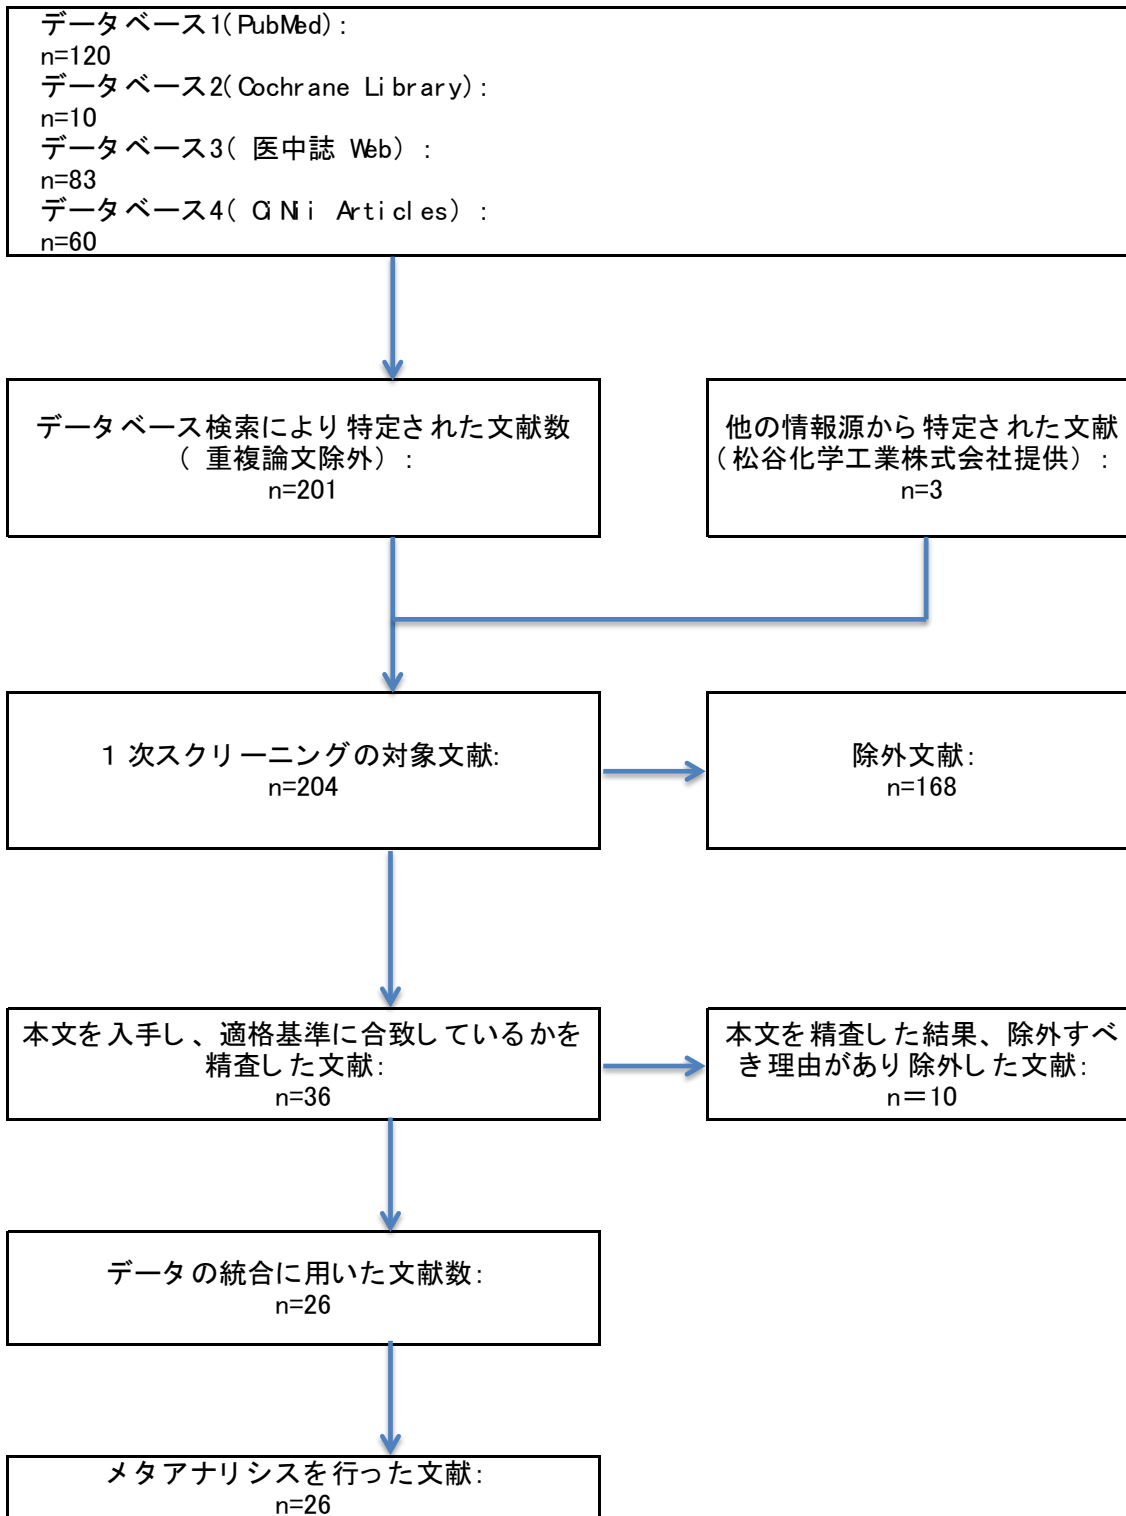 データベース1(PubMed):
n=120
データベース2(Cochrane Library):
n=10
データベース3(医中誌 Web):
n=83
データベース4(CiNii Articles):
n=60
データベース検索により特定された文献数
(重複論文除外):
n=201
他の情報源から特定された文献
(松谷化学工業株式会社提供):
n=3
1次スクリーニングの対象文献:
n=204
除外文献:
n=168
本文を入手し、適格基準に合致しているかを
精査した文献:
n=36
本文を精査した結果、除外すべ
き理由があり除外した文献:
n=10
データの統合に用いた文献数:
n=26
メタアナリシスを行った文献:
n=26